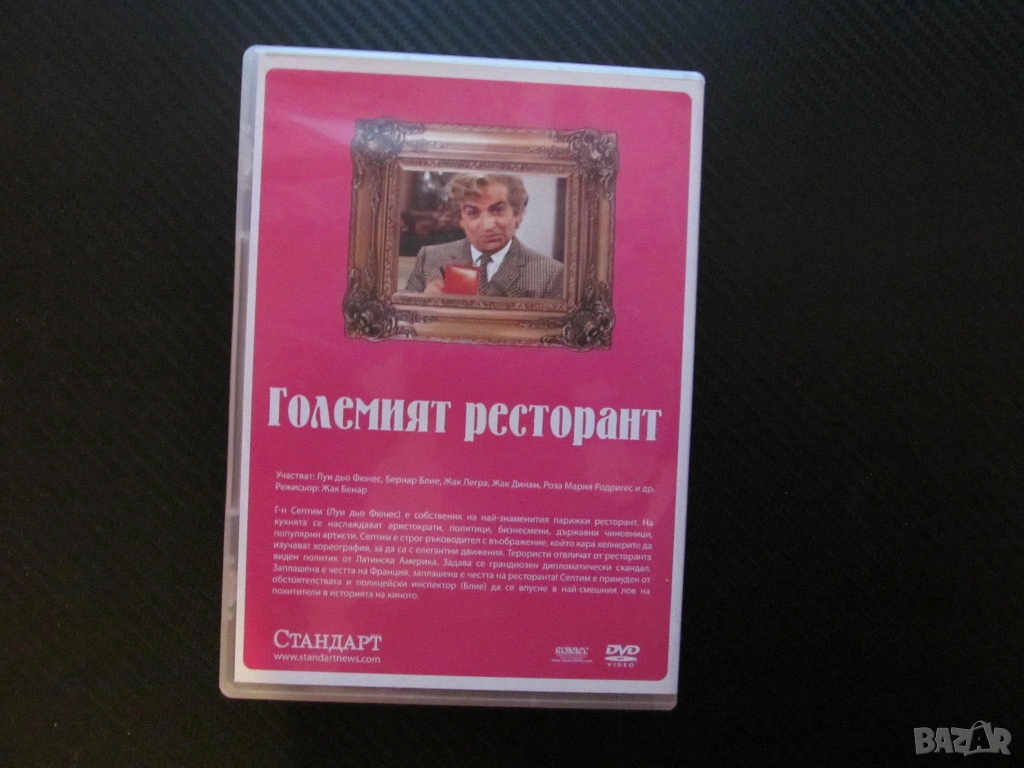 Големият ресторант
Участват: Луи дьо Фюнес, Бернар Блие, Жак Легра, Жак Динам, Роза Мария Родригес и др.
Режисьор: Жак Бенар
Г-н Септим (Луи дьо Фюнес) е собственик на най-знаменития парижки ресторант. На
кухнята се наслаждават аристократи, политици, бизнесмени, държавни чиновници,
популярни артисти. Септим е строг ръководител с въображение, който кара келнерите да
изучават хореография, за да са с елегантни движения. Терористи отвличат от ресторанта
виден политик от Латинска Америка. Задава се грандиозен дипломатически скандал.
Заплашена е честта на Франция, заплашена е честта на ресторанта! Септим е принуден от
обстоятелствата и полицейски инспектор (Блие) да се впусне в най-смешния лов на
похитители в историята на киното.
СТАНДАРТ
www.standartnews.com
SUNNY
DVD
VIDEO
BAZAR